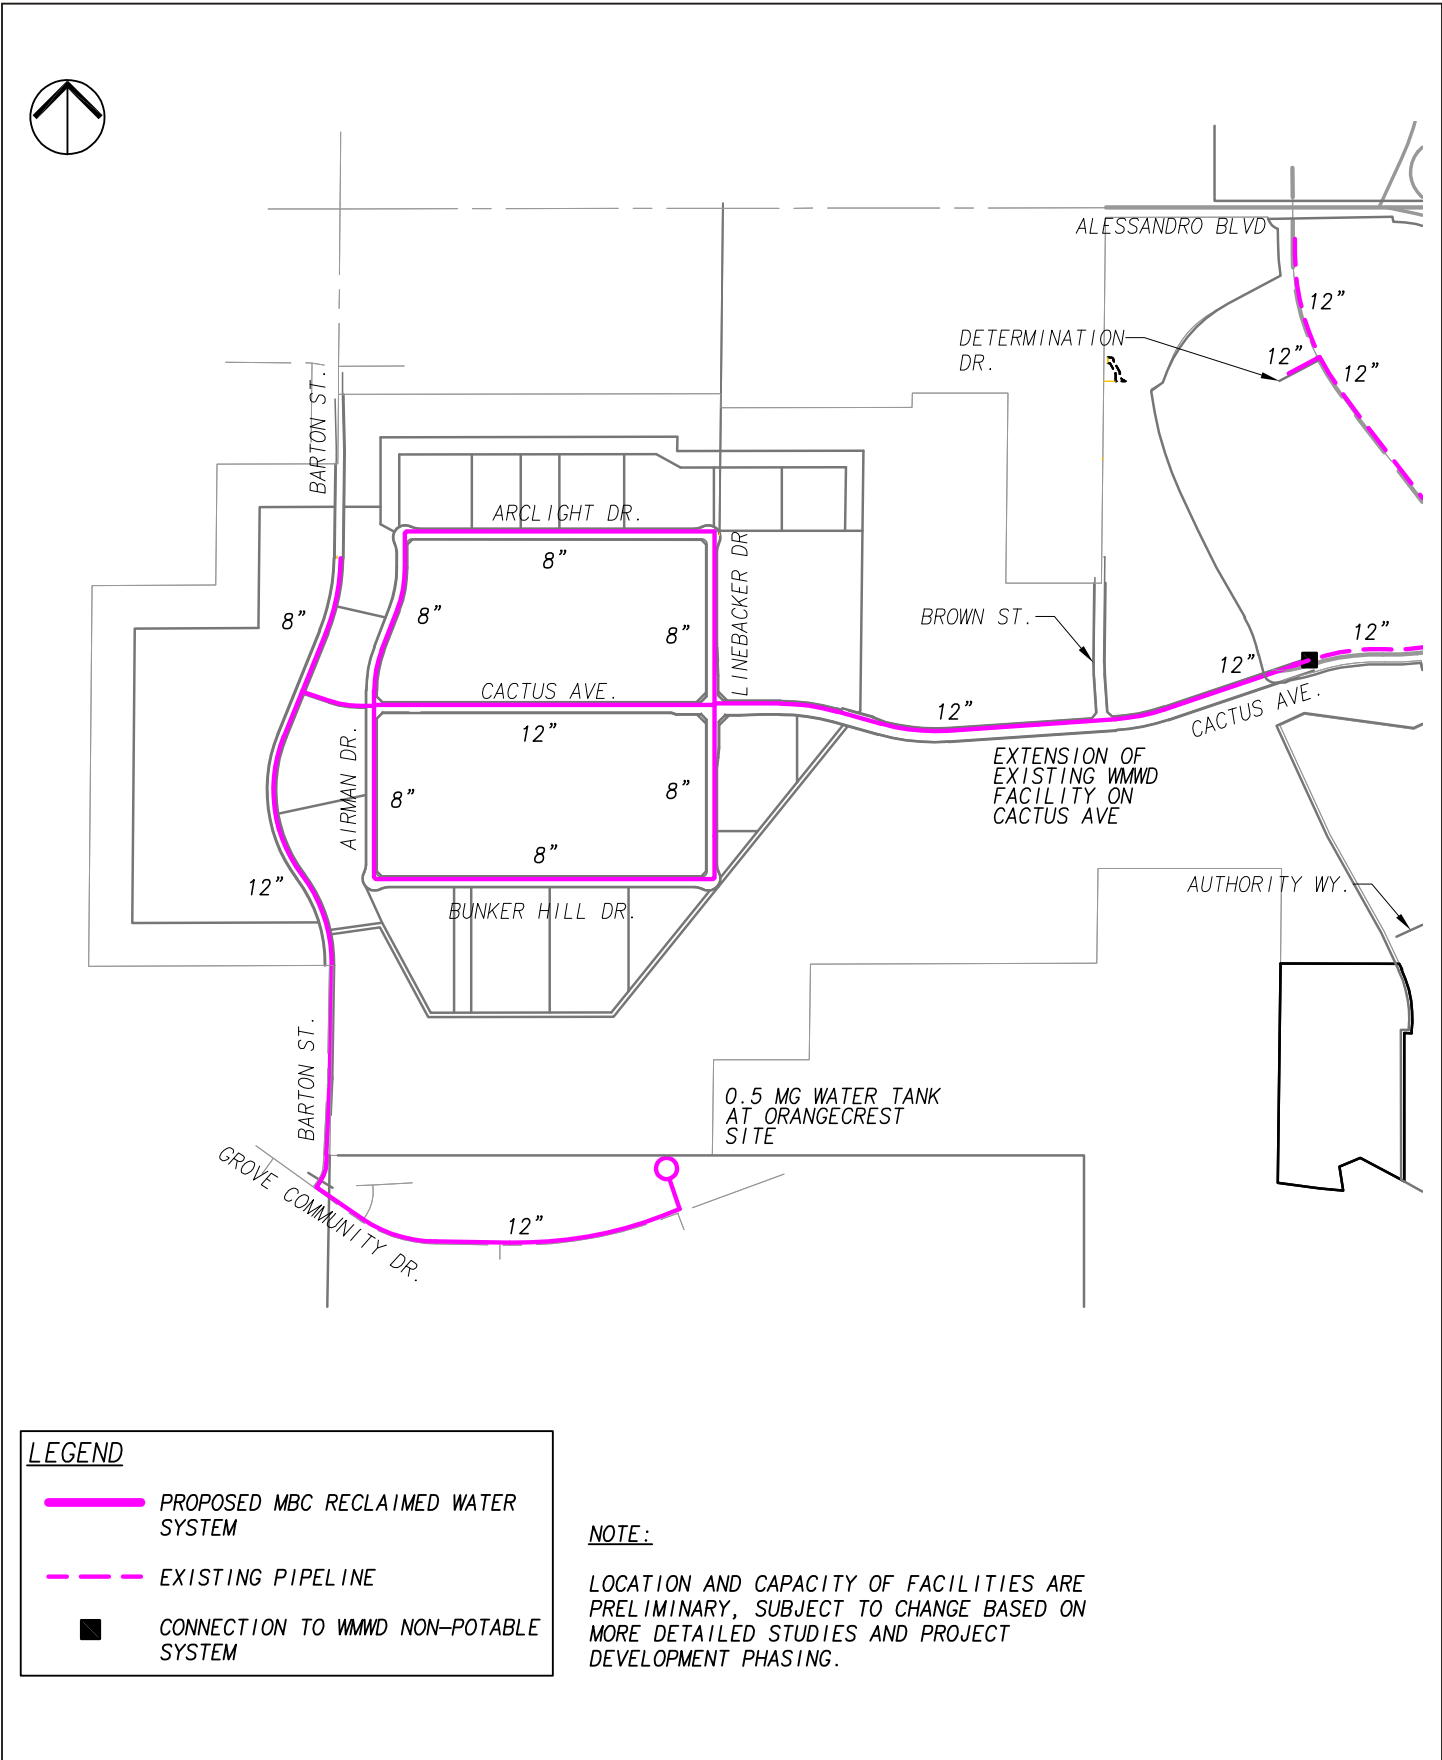 ALESSANDRO BLVD
12”
DETERMINATION
DR.
12”
12”
BARTON ST.
ARCLIGHT DR.
8”
LINEBACKER DR
8”
8”
8”
BROWN ST.
12”
12”
CACTUS AVE.
CACTUS AVE.
12”
12”
AIRMAN DR.
EXTENSION OF
EXISTING WMWD
FACILITY ON
CACTUS AVE
8”
8”
8”
12”
BUNKER HILL DR.
AUTHORITY WY.
BARTON ST.
0.5 MG WATER TANK
AT ORANGECREST
SITE
GROVE COMMUNITY DR.
12”
LEGEND
PROPOSED MBC RECLAIMED WATER
SYSTEM
EXISTING PIPELINE
CONNECTION TO WMWD NON-POTABLE
SYSTEM
NOTE:
LOCATION AND CAPACITY OF FACILITIES ARE
PRELIMINARY, SUBJECT TO CHANGE BASED ON
MORE DETAILED STUDIES AND PROJECT
DEVELOPMENT PHASING.